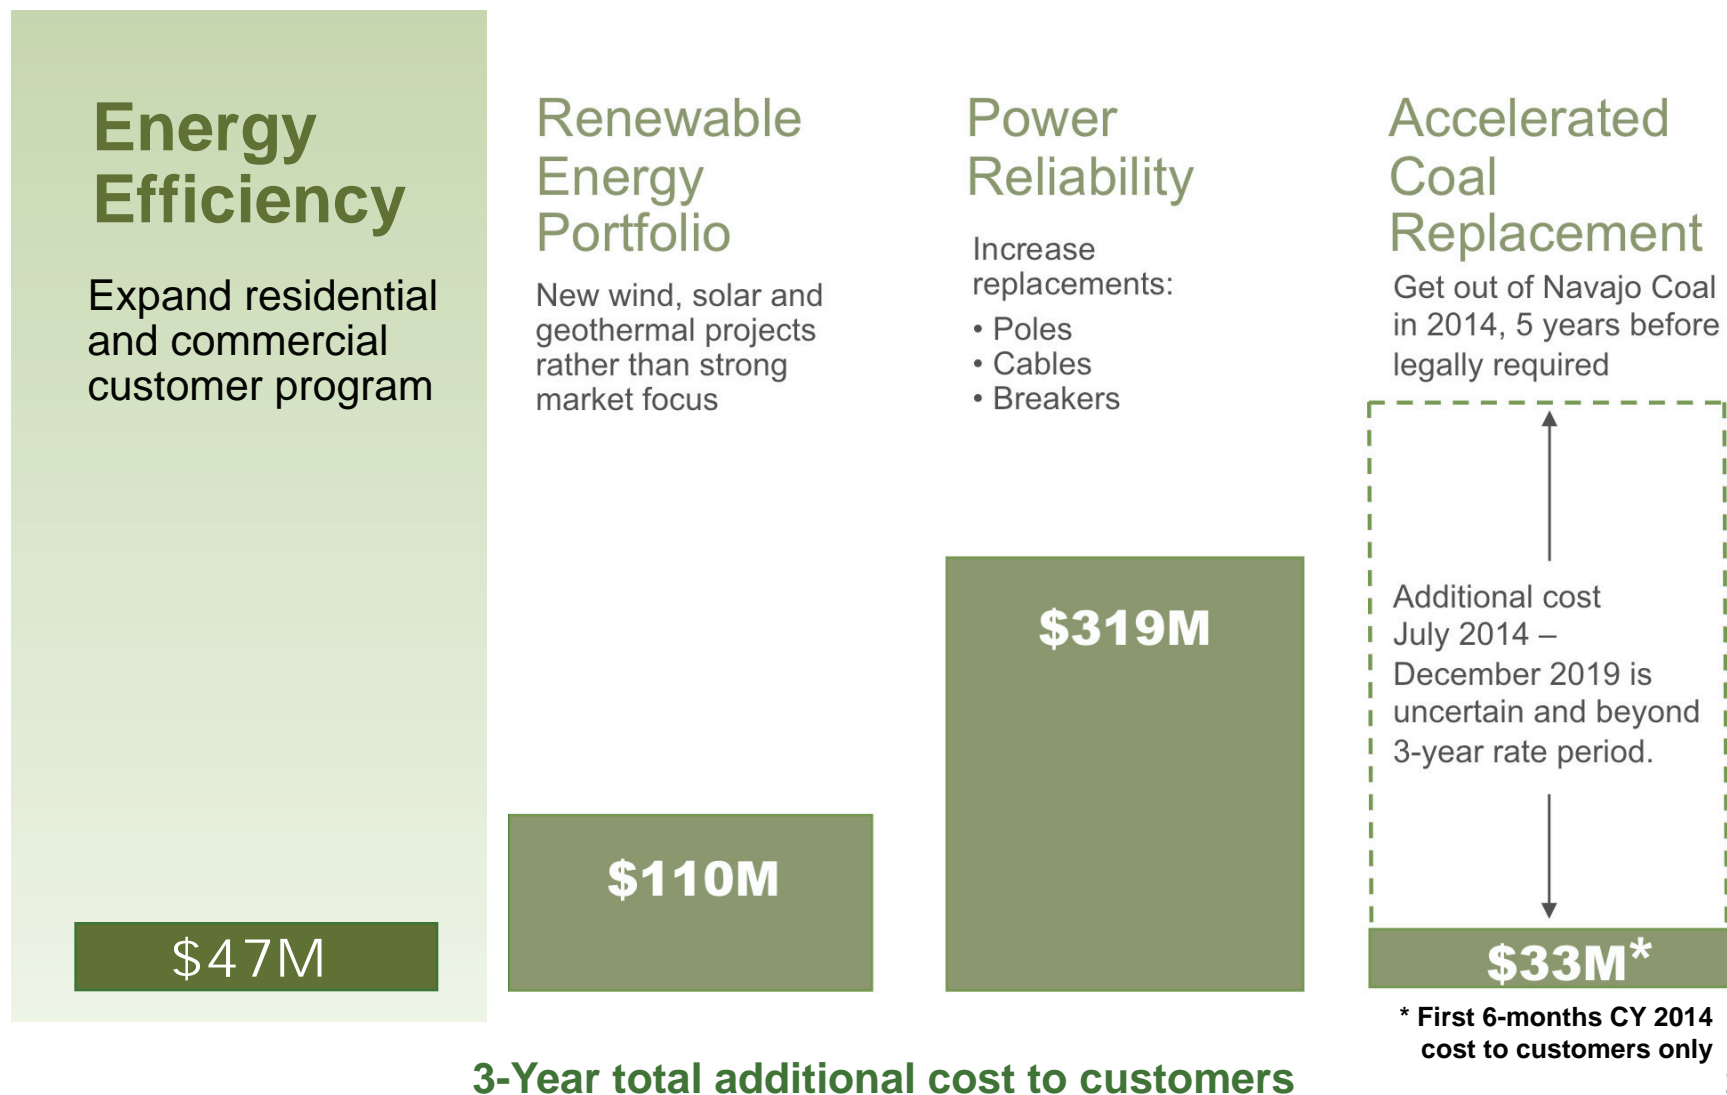 Energy
Efficiency
Expand residential
and commercial
customer program
$47M
Renewable
Energy
Portfolio
New wind, solar and
geothermal projects
rather than strong
market focus
$110M
Power
Reliability
Increase
replacements:
• Poles
• Cables
• Breakers
$319M
Accelerated
Coal
Replacement
Get out of Navajo Coal
in 2014, 5 years before
legally required
Additional cost
July 2014 –
December 2019 is
uncertain and beyond
3-year rate period.
$33M*
* First 6-months CY 2014
cost to customers only
3-Year total additional cost to customers